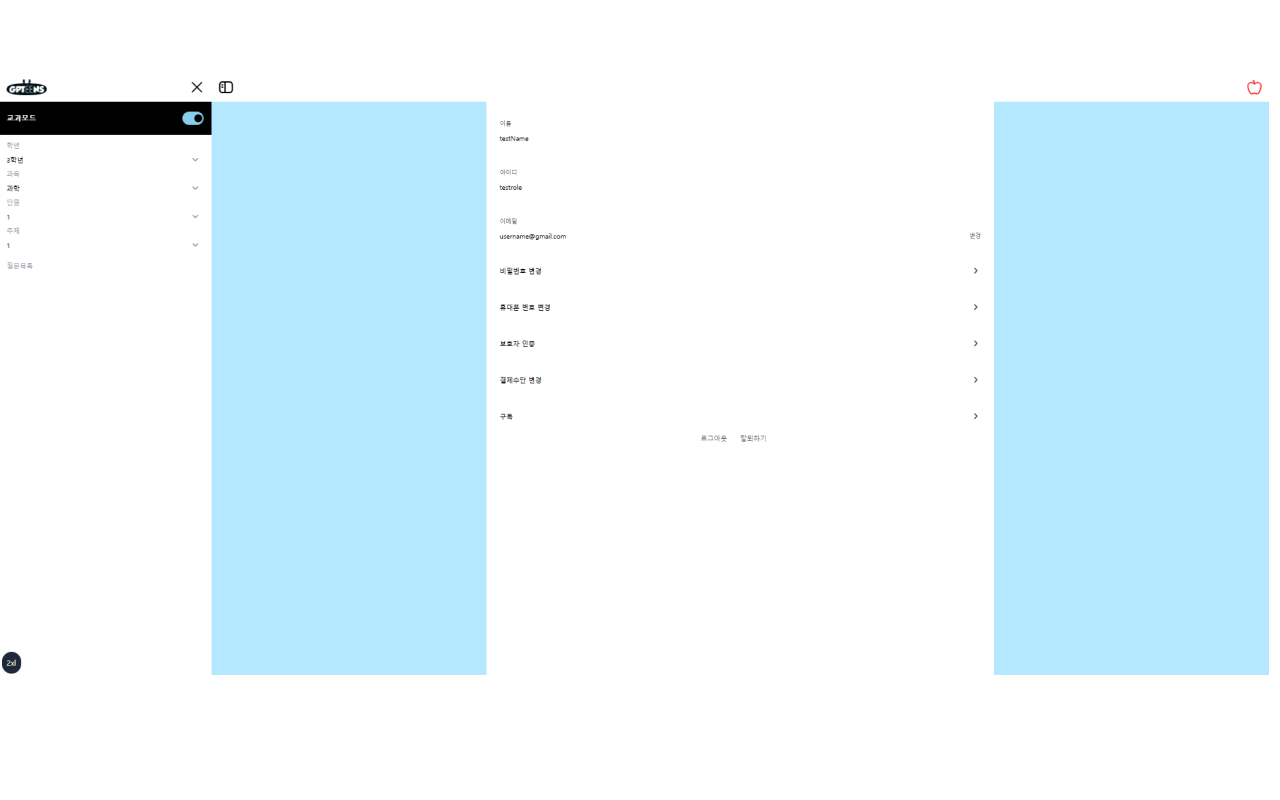 GPTEENS
교과모드
학년
3학년
과목
과학
단원
1
주제
1
질문목록
2xl
이름
testName
아이디
testrole
이메일
username@gmail.com
변경
비밀번호 변경
휴대폰 번호 변경
보호자 인증
결제수단 변경
구독
로그아웃 탈퇴하기